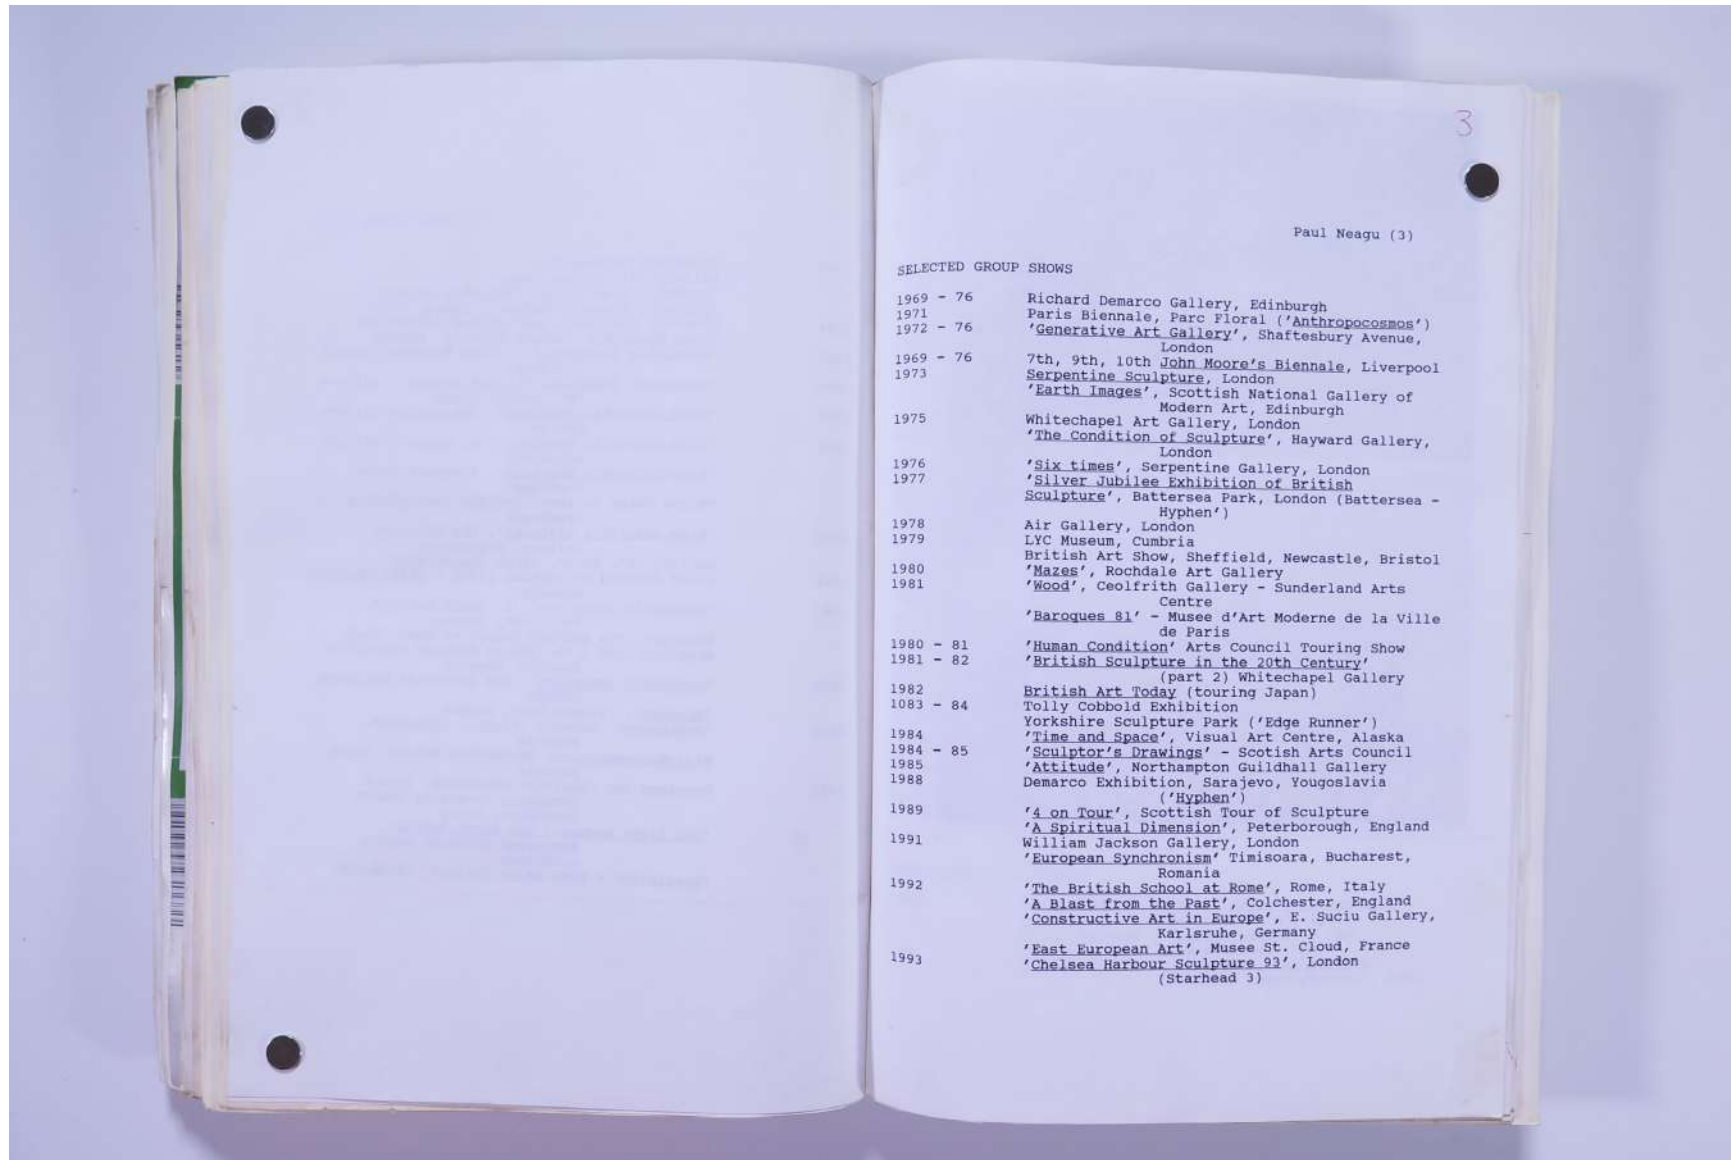 3
Paul Neagu (3)
SELECTED GROUP SHOWS
1969 - 76 Richard Demarco Gallery, Edinburgh
1971 Paris Biennale, Parc Floral ('Anthropocosmos')
1972 - 76 'Generative Art Gallery', Shaftesbury Avenue,
London
1969 - 76 7th, 9th, 10th John Moore's Biennale, Liverpool
1973 Serpentine Sculpture, London
'Earth Images', Scottish National Gallery of
Modern Art, Edinburgh
1975 Whitechapel Art Gallery, London
'The Condition of Sculpture', Hayward Gallery,
London
1976 'Six times', Serpentine Gallery, London
1977 'Silver Jubilee Exhibition of British
Sculpture', Battersea Park, London (Battersea -
Hyphen')
1978 Air Gallery, London
1979 LYC Museum, Cumbria
British Art Show, Sheffield, Newcastle, Bristol
1980 'Mazes', Rochdale Art Gallery
1981 'Wood', Ceolfrith Gallery - Sunderland Arts
Centre
'Baroques 81' - Musee d'Art Moderne de la Ville
de Paris
1980 - 81 'Human Condition' Arts Council Touring Show
1981 - 82 'British Sculpture in the 20th Century'
(part 2) Whitechapel Gallery
1982 British Art Today (touring Japan)
1083 - 84 Tolly Cobbold Exhibition
Yorkshire Sculpture Park ('Edge Runner')
1984 'Time and Space', Visual Art Centre, Alaska
1984 - 85 'Sculptor's Drawings' - Scotish Arts Council
1985 'Attitude', Northampton Guildhall Gallery
1988 Demarco Exhibition, Sarajevo, Yougoslavia
('Hyphen')
1989 '4 on Tour', Scottish Tour of Sculpture
'A Spiritual Dimension', Peterborough, England
1991 William Jackson Gallery, London
'European Synchronism' Timisoara, Bucharest,
Romania
1992 'The British School at Rome', Rome, Italy
'A Blast from the Past', Colchester, England
'Constructive Art in Europe', E. Suciu Gallery,
Karlsruhe, Germany
'East European Art', Musee St. Cloud, France
1993 'Chelsea Harbour Sculpture 93', London
(Starhead 3)